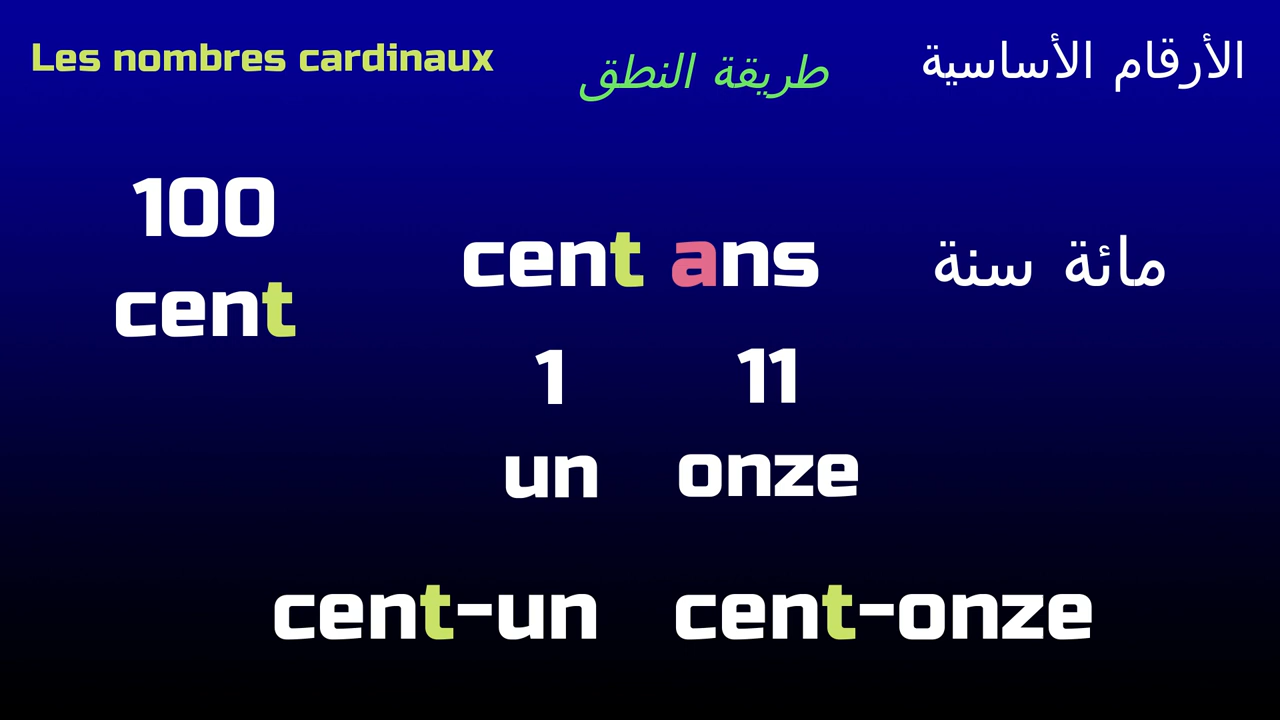 Les nombres cardinaux
طريقة النطق
الأرقام الأساسية
100
cent
cent ans
مائة سنة
1
11
un
onze
cent-un
cent-onze